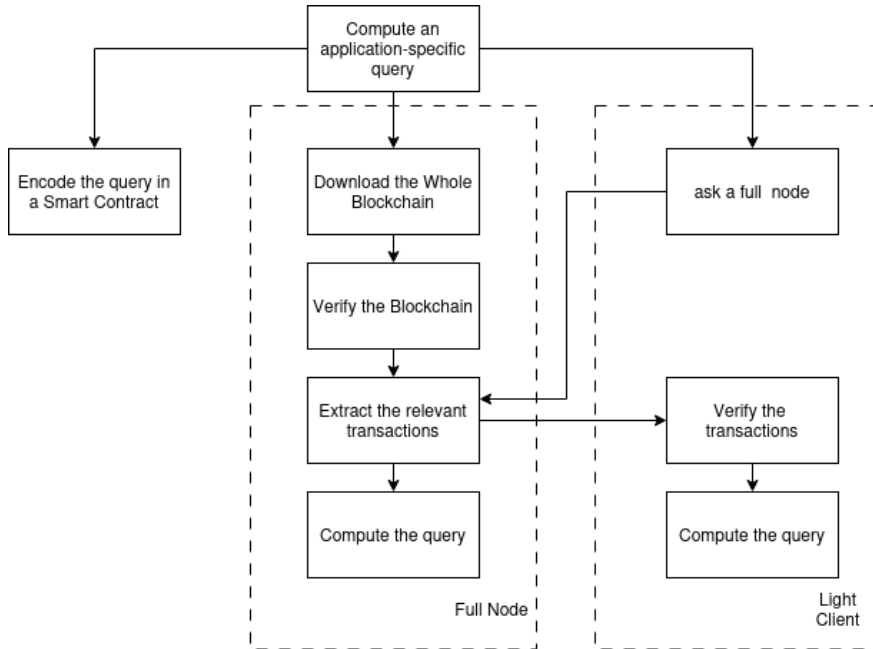 Compute an
application-specific
query
Encode the query in
a Smart Contract
Download the Whole
Blockchain
ask a full node
Verify the Blockchain
Extract the relevant
transactions
Verify the
transactions
Compute the query
Compute the query
Full Node
Light
Client